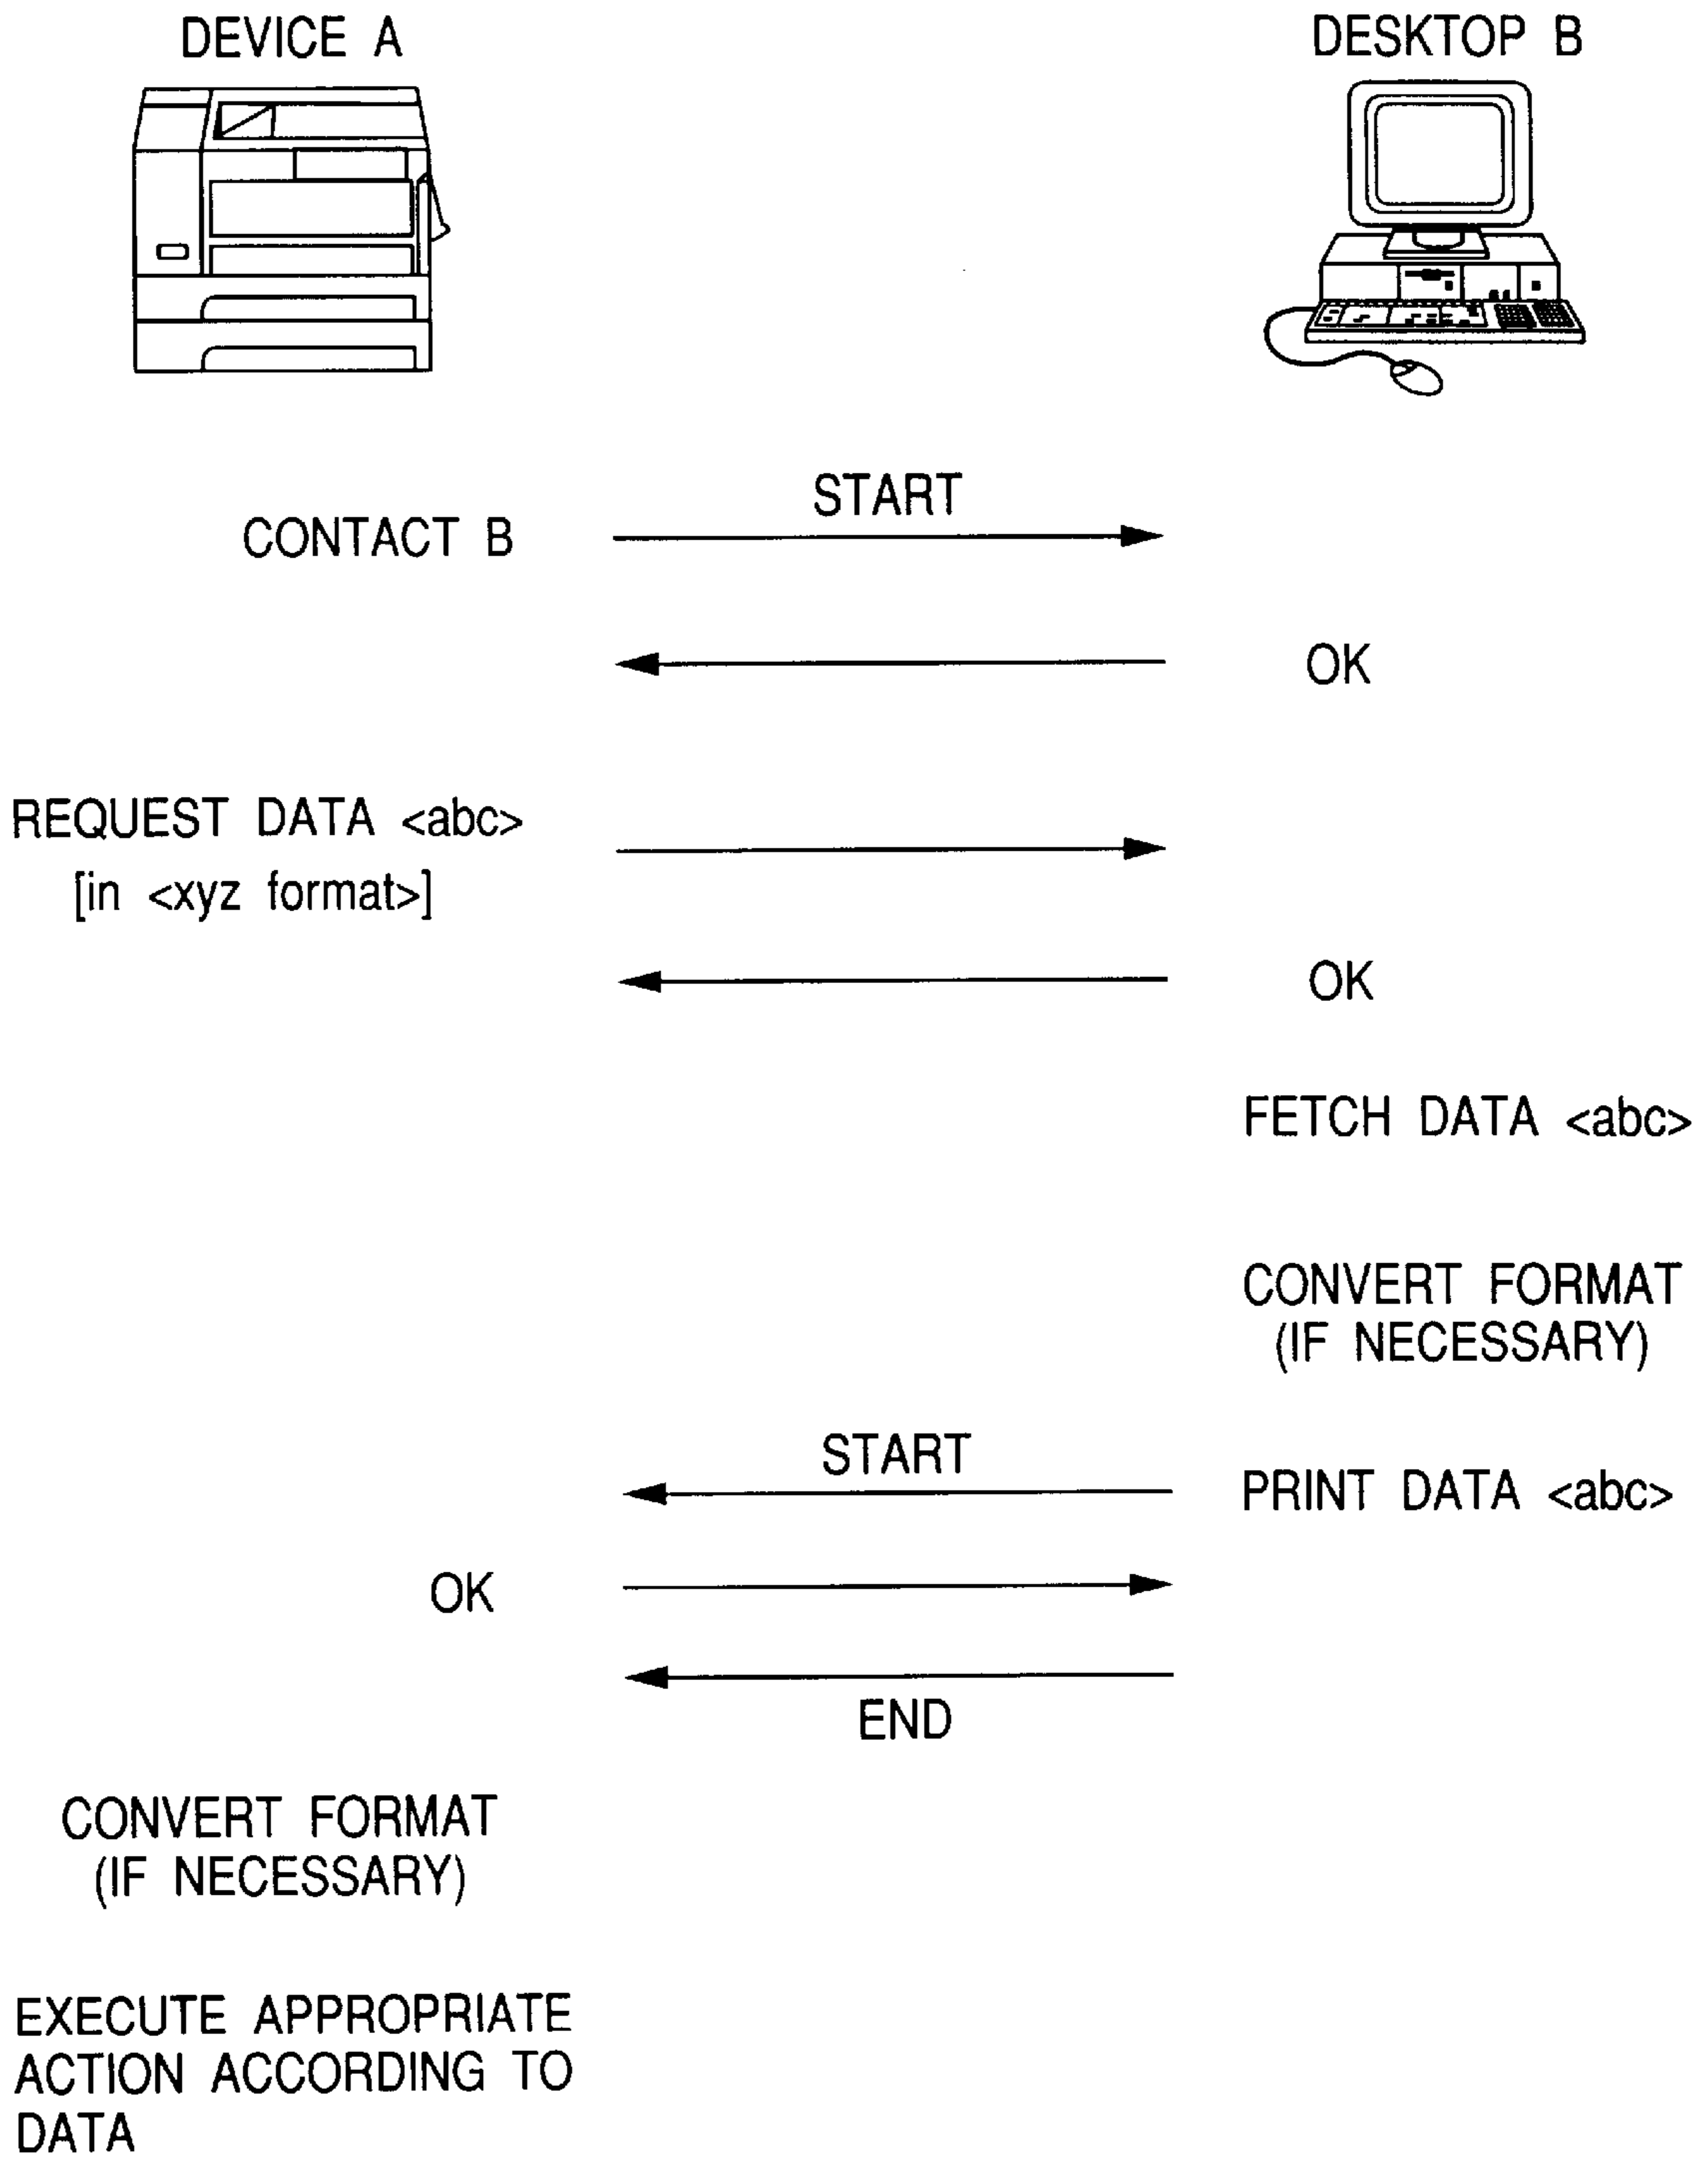 DEVICE A
DESKTOP B
START
CONTACT B
OK
REQUEST DATA <abc>
[in <xyz format>]
OK
FETCH DATA <abc>
CONVERT FORMAT
(IF NECESSARY)
START
PRINT DATA <abc>
OK
END
CONVERT FORMAT
(IF NECESSARY)
EXECUTE APPROPRIATE
ACTION ACCORDING TO
DATA